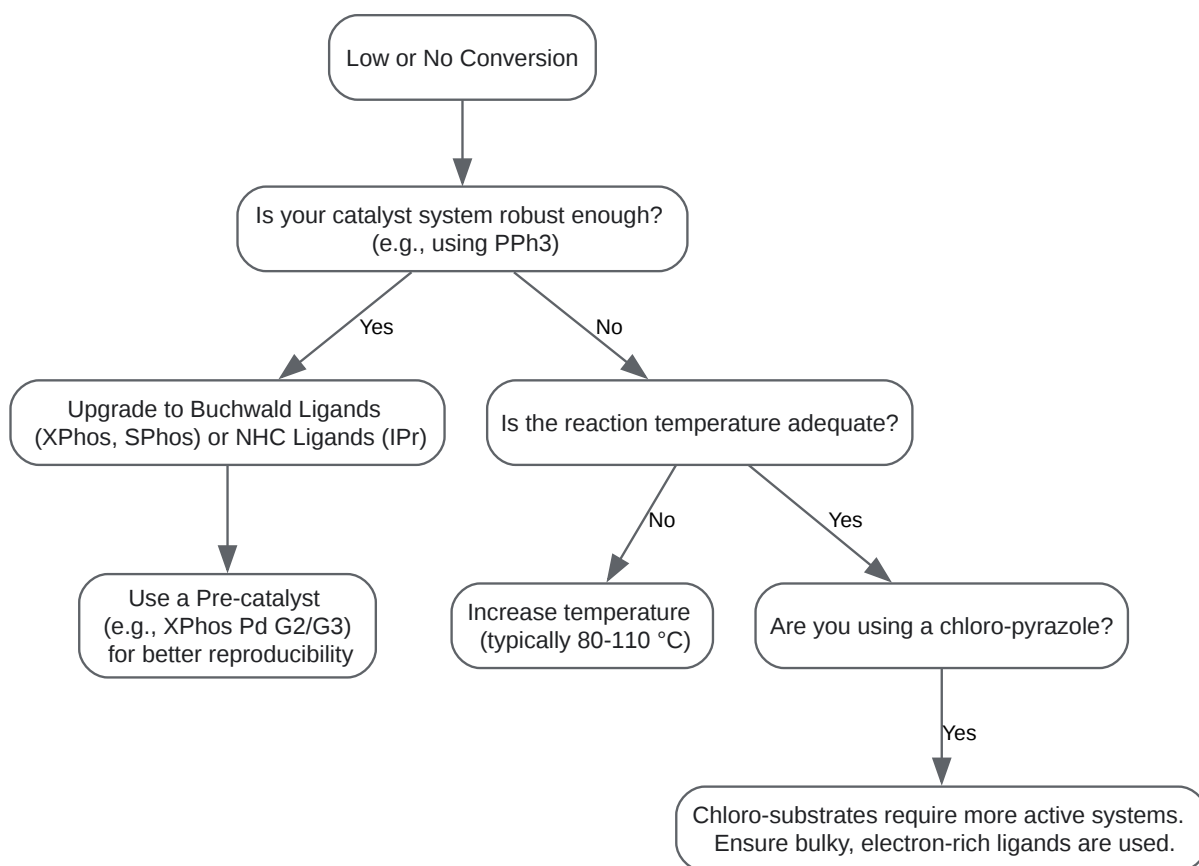 Low or No Conversion
Is your catalyst system robust enough?
(e.g., using PPh3)
Yes
No
Upgrade to Buchwald Ligands
(XPhos, SPhos) or NHC Ligands (IPr)
Is the reaction temperature adequate?
No
Yes
Use a Pre-catalyst
(e.g., XPhos Pd G2/G3)
for better reproducibility
Increase temperature
(typically 80-110 °C)
Are you using a chloro-pyrazole?
Yes
Chloro-substrates require more active systems.
Ensure bulky, electron-rich ligands are used.